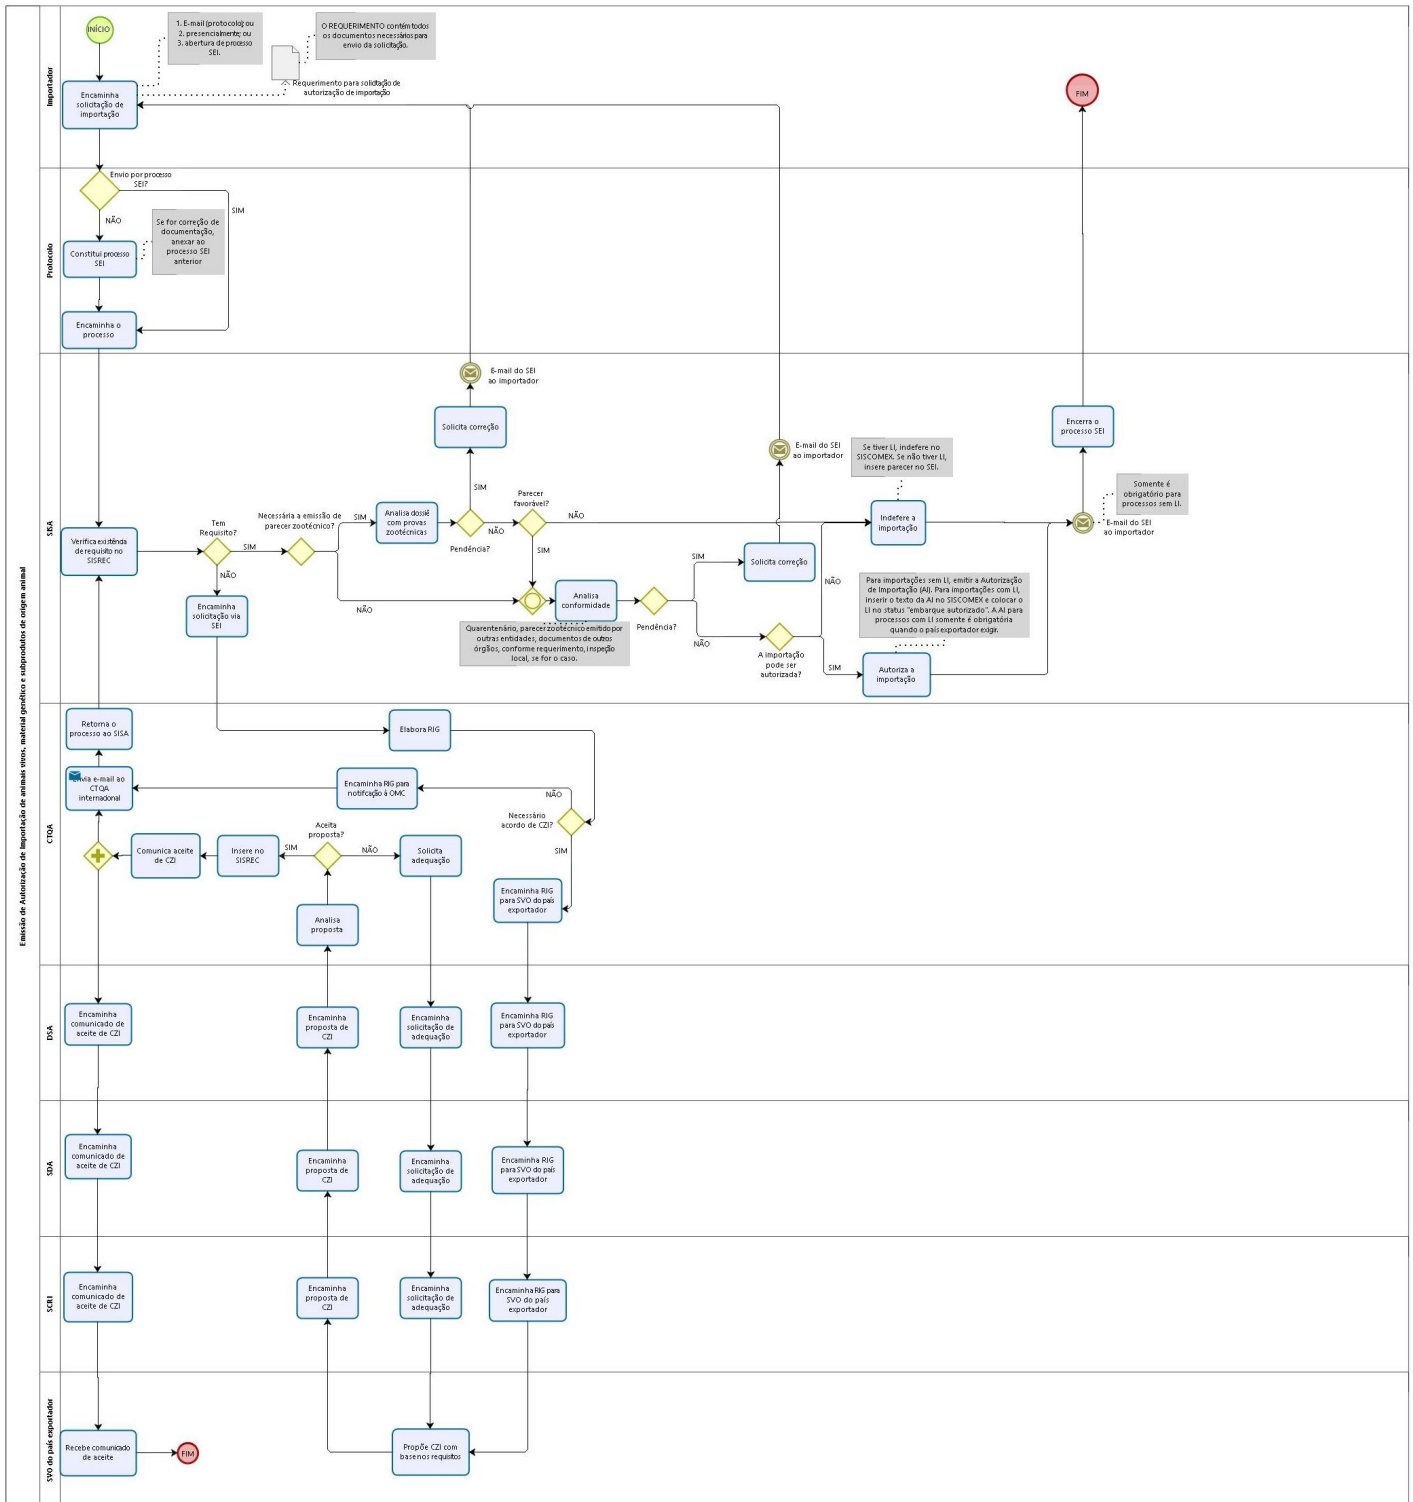 Emissão de Autorização de Importação de animais vivos, material genético e subprodutos de origem animal
Importador
INÍCIO
1. E-mail (protocolo); ou
2. presencialmente; ou
3. abertura de processo
SEI.
O REQUERIMENTO contém todos
os documentos necessários para
envio da solicitação.
Requerimento para solicitação de
autorização de importação
Encaminha
solicitação de
importação
FIM
Protocolo
Envio por processo
SEI?
SIM
NÃO
Se for correção de
documentação,
anexar ao
processo SEI
anterior
Constitui processo
SEI
Encaminha o
processo
SISA
E-mail do SEI
ao importador
Solicita correção
E-mail do SEI
ao importador
Se tiver LI, indefere no
SISCOMEX. Se não tiver LI,
insere parecer no SEI.
Encerra o
processo SEI
Somente é
obrigatório para
processos sem LI.
E-mail do SEI
ao importador
Verifica existência
de requisito no
SISREC
Tem
Requisito?
SIM
NÃO
Encaminha
solicitação via
SEI
Necessária a emissão de
parecer zootécnico?
SIM
NÃO
Analisa dossiê
com provas
zootécnicas
SIM
NÃO
Pendência?
Parecer
favorável?
NÃO
SIM
Analisa
conformidade
Quarentenário, parecer zootécnico emitido por
outras entidades, documentos de outros
órgãos, conforme requerimento, inspeção
local, se for o caso.
Pendência?
SIM
NÃO
Solicita correção
A importação
pode ser
autorizada?
NÃO
SIM
Indefere a
importação
Para importações sem LI, emitir a Autorização
de Importação (AI). Para importações com LI,
inserir o texto da AI no SISCOMEX e colocar o
LI no status "embarque autorizado". A AI para
processos com LI somente é obrigatória
quando o país exportador exigir.
Autoriza a
importação
CTQA
Retorna o
processo ao SISA
Elabora RIG
Envia e-mail ao
CTQA
internacional
Encaminha RIG para
notificação à OMC
NÃO
Necessário
acordo de CZI?
SIM
Comunica aceite
de CZI
Insere no
SISREC
SIM
Aceita
proposta?
NÃO
Solicita
adequação
Analisa
proposta
Encaminha RIG
para SVO do país
exportador
DSA
Encaminha
comunicado de
aceite de CZI
Encaminha
proposta de
CZI
Encaminha
solicitação de
adequação
Encaminha RIG
para SVO do país
exportador
SDA
Encaminha
comunicado de
aceite de CZI
Encaminha
proposta de
CZI
Encaminha
solicitação de
adequação
Encaminha RIG
para SVO do país
exportador
SCRI
Encaminha
comunicado de
aceite de CZI
Encaminha
proposta de
CZI
Encaminha
solicitação de
adequação
Encaminha RIG para
SVO do país
exportador
SVO do país exportador
Recebe comunicado
de aceite
FIM
Propõe CZI com
base nos requisitos